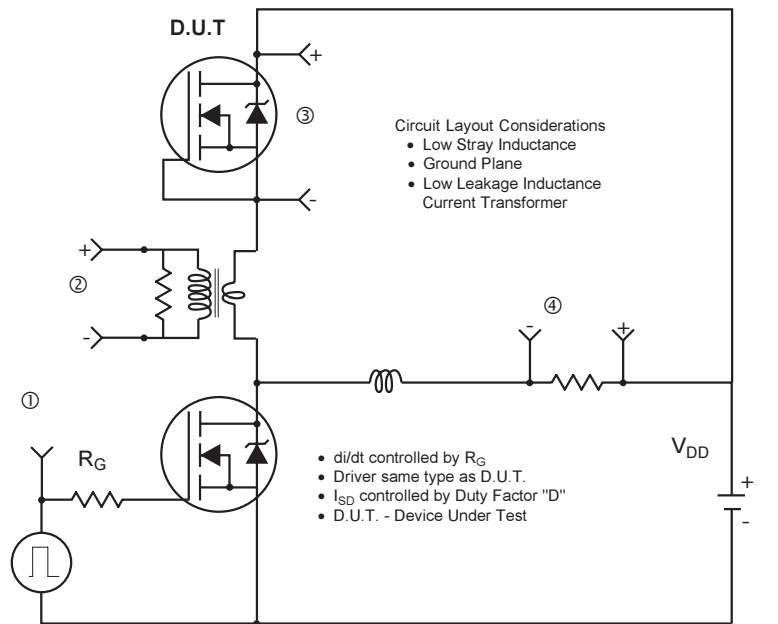 D.U.T
+
③
-
Circuit Layout Considerations
• Low Stray Inductance
• Ground Plane
• Low Leakage Inductance
Current Transformer
+
②
-
④
-
+
①
R_G
• di/dt controlled by R_G
• Driver same type as D.U.T.
• I_SD controlled by Duty Factor "D"
• D.U.T. - Device Under Test
V_DD
+
-